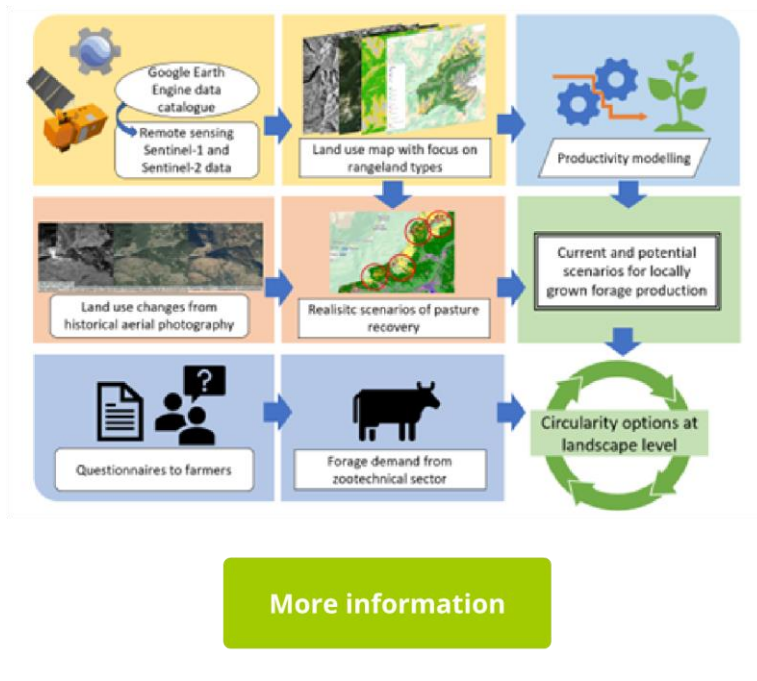 Google Earth
Engine data
catalogue
Remote sensing
Sentinel-1 and
Sentinel-2 data
Land use map with focus on
rangeland types
Productivity modelling
Land use changes from
historical aerial photography
Realisitc scenarios of pasture
recovery
Current and potential
scenarios for locally
grown forage production
Questionnaires to farmers
Forage demand from
zootechnical sector
Circularity options at
landscape level
More information